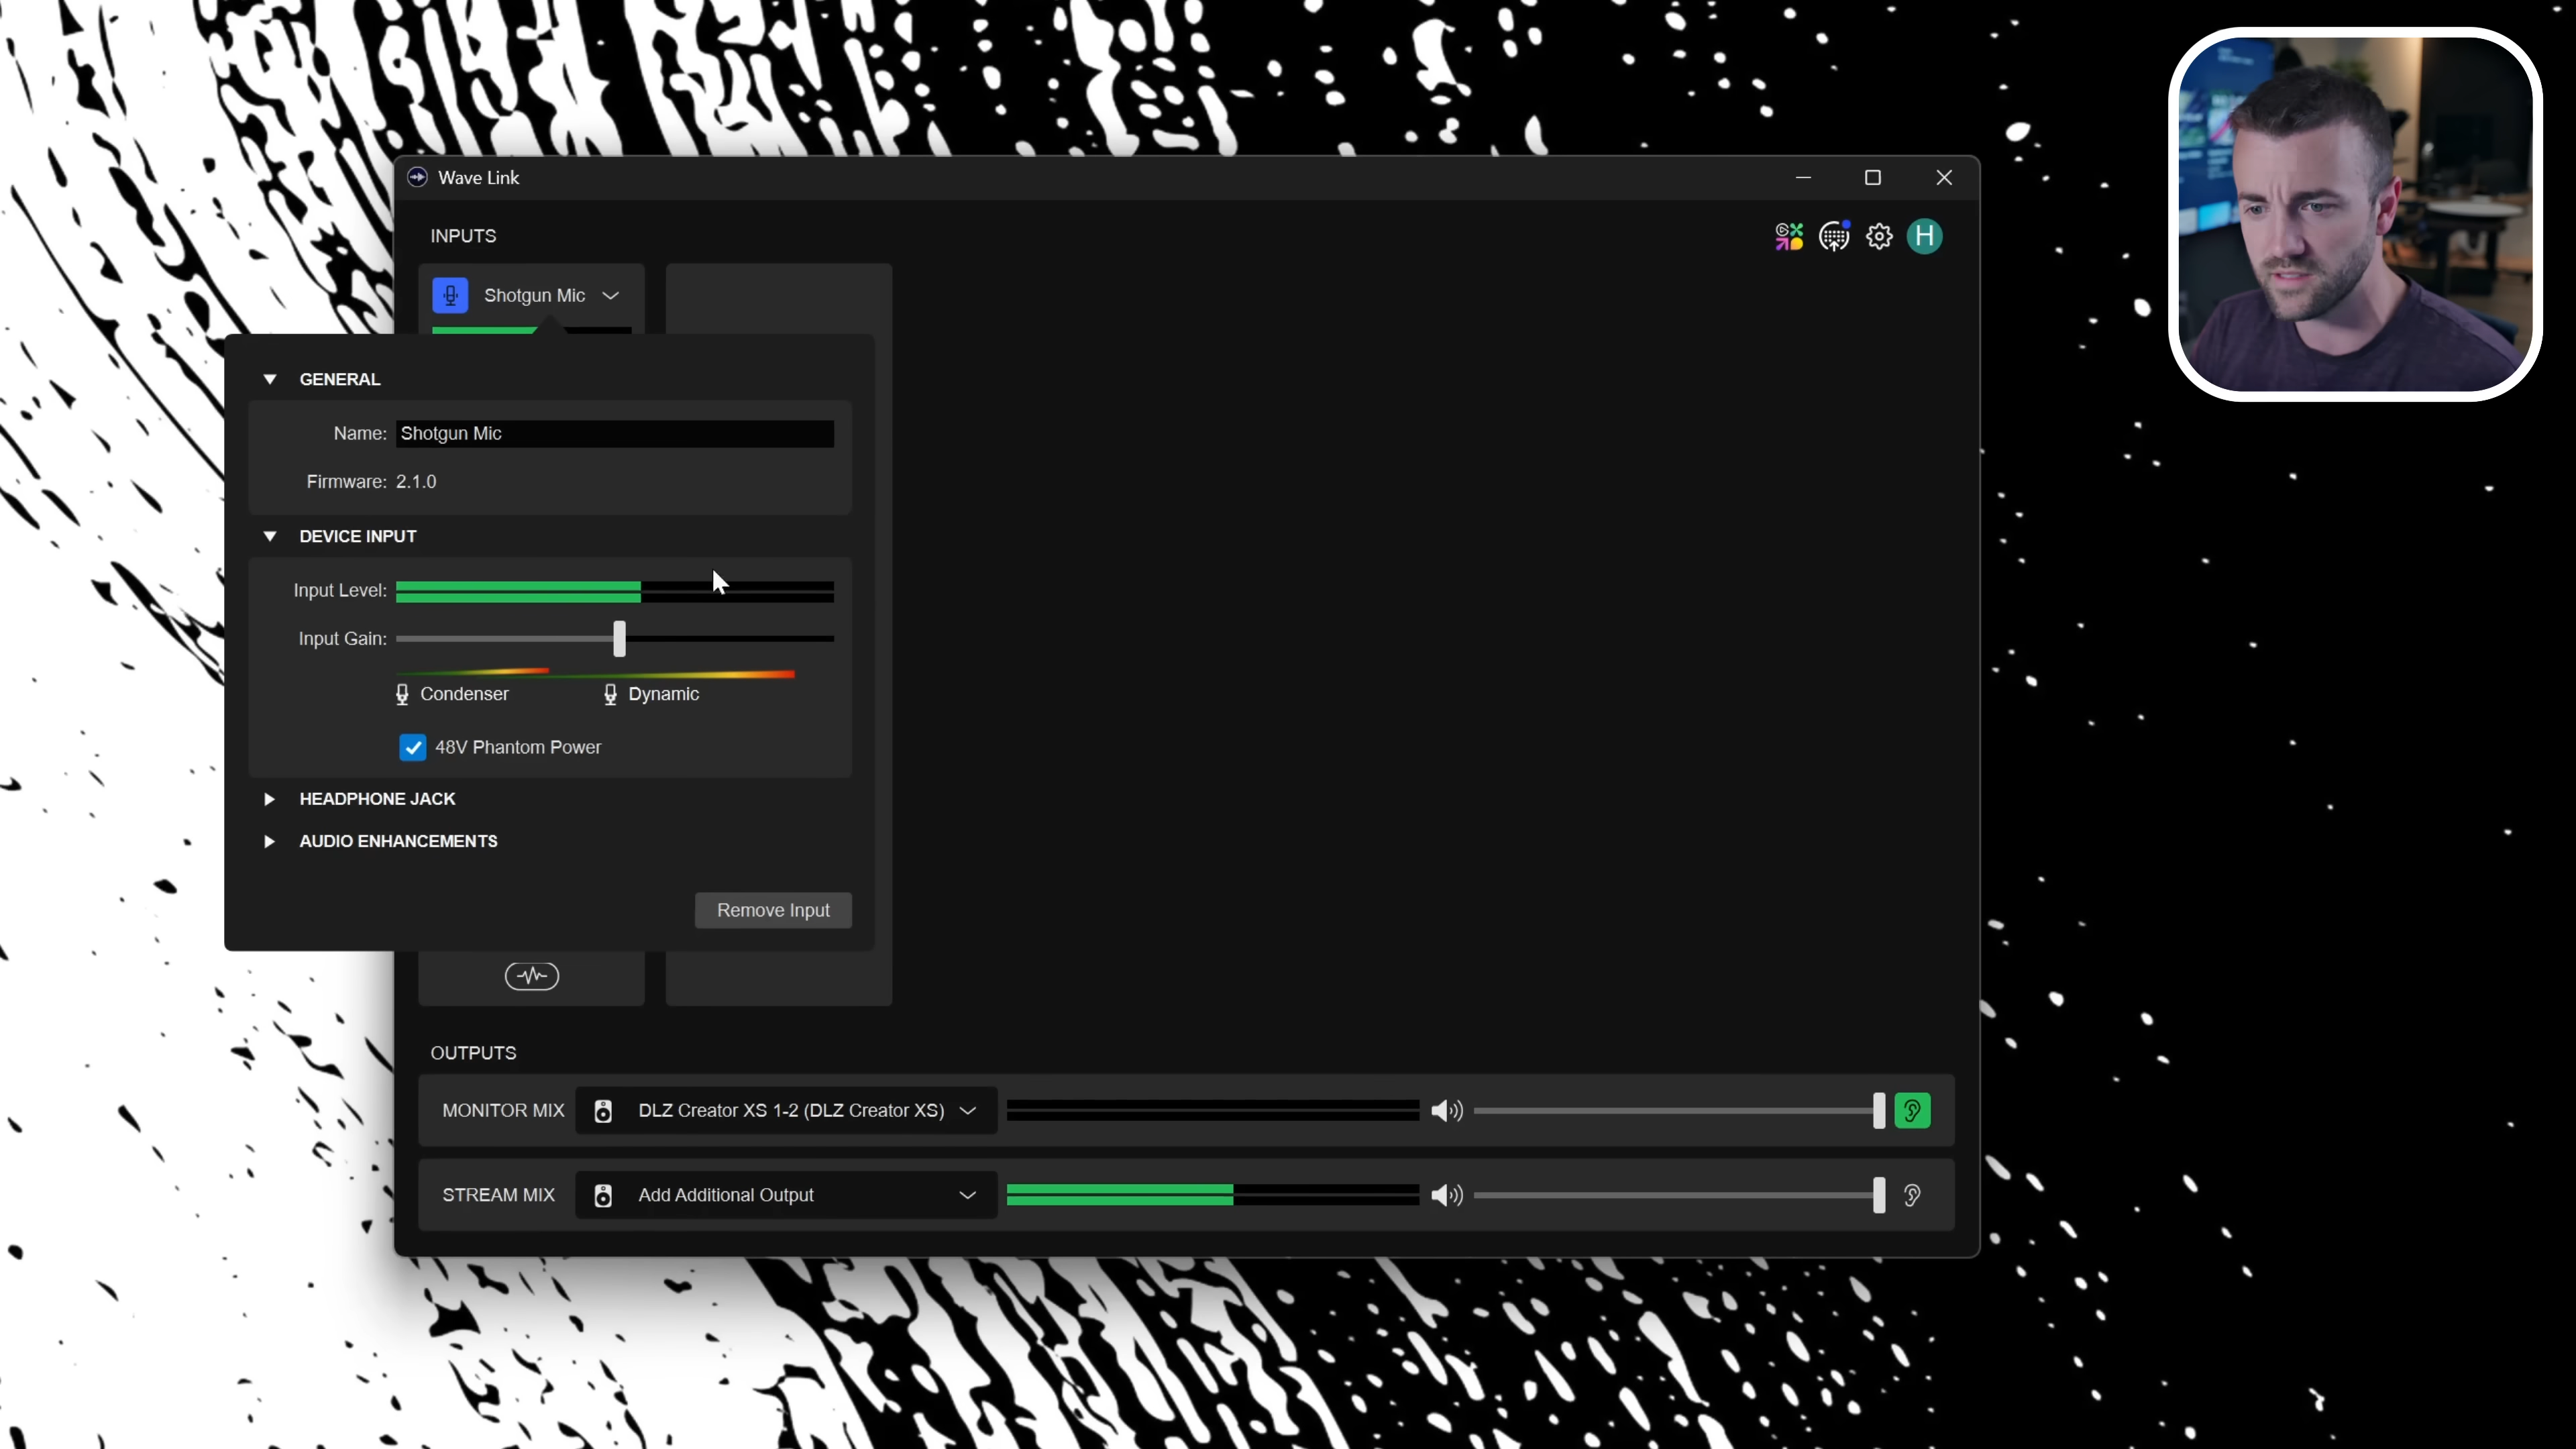 Wave Link
INPUTS
H
Shotgun Mic
GENERAL
Name: Shotgun Mic
Firmware: 2.1.0
DEVICE INPUT
Input Level:
Input Gain:
Condenser Dynamic
48V Phantom Power
HEADPHONE JACK
AUDIO ENHANCEMENTS
Remove Input
OUTPUTS
MONITOR MIX DLZ Creator XS 1-2 (DLZ Creator XS)
STREAM MIX Add Additional Output